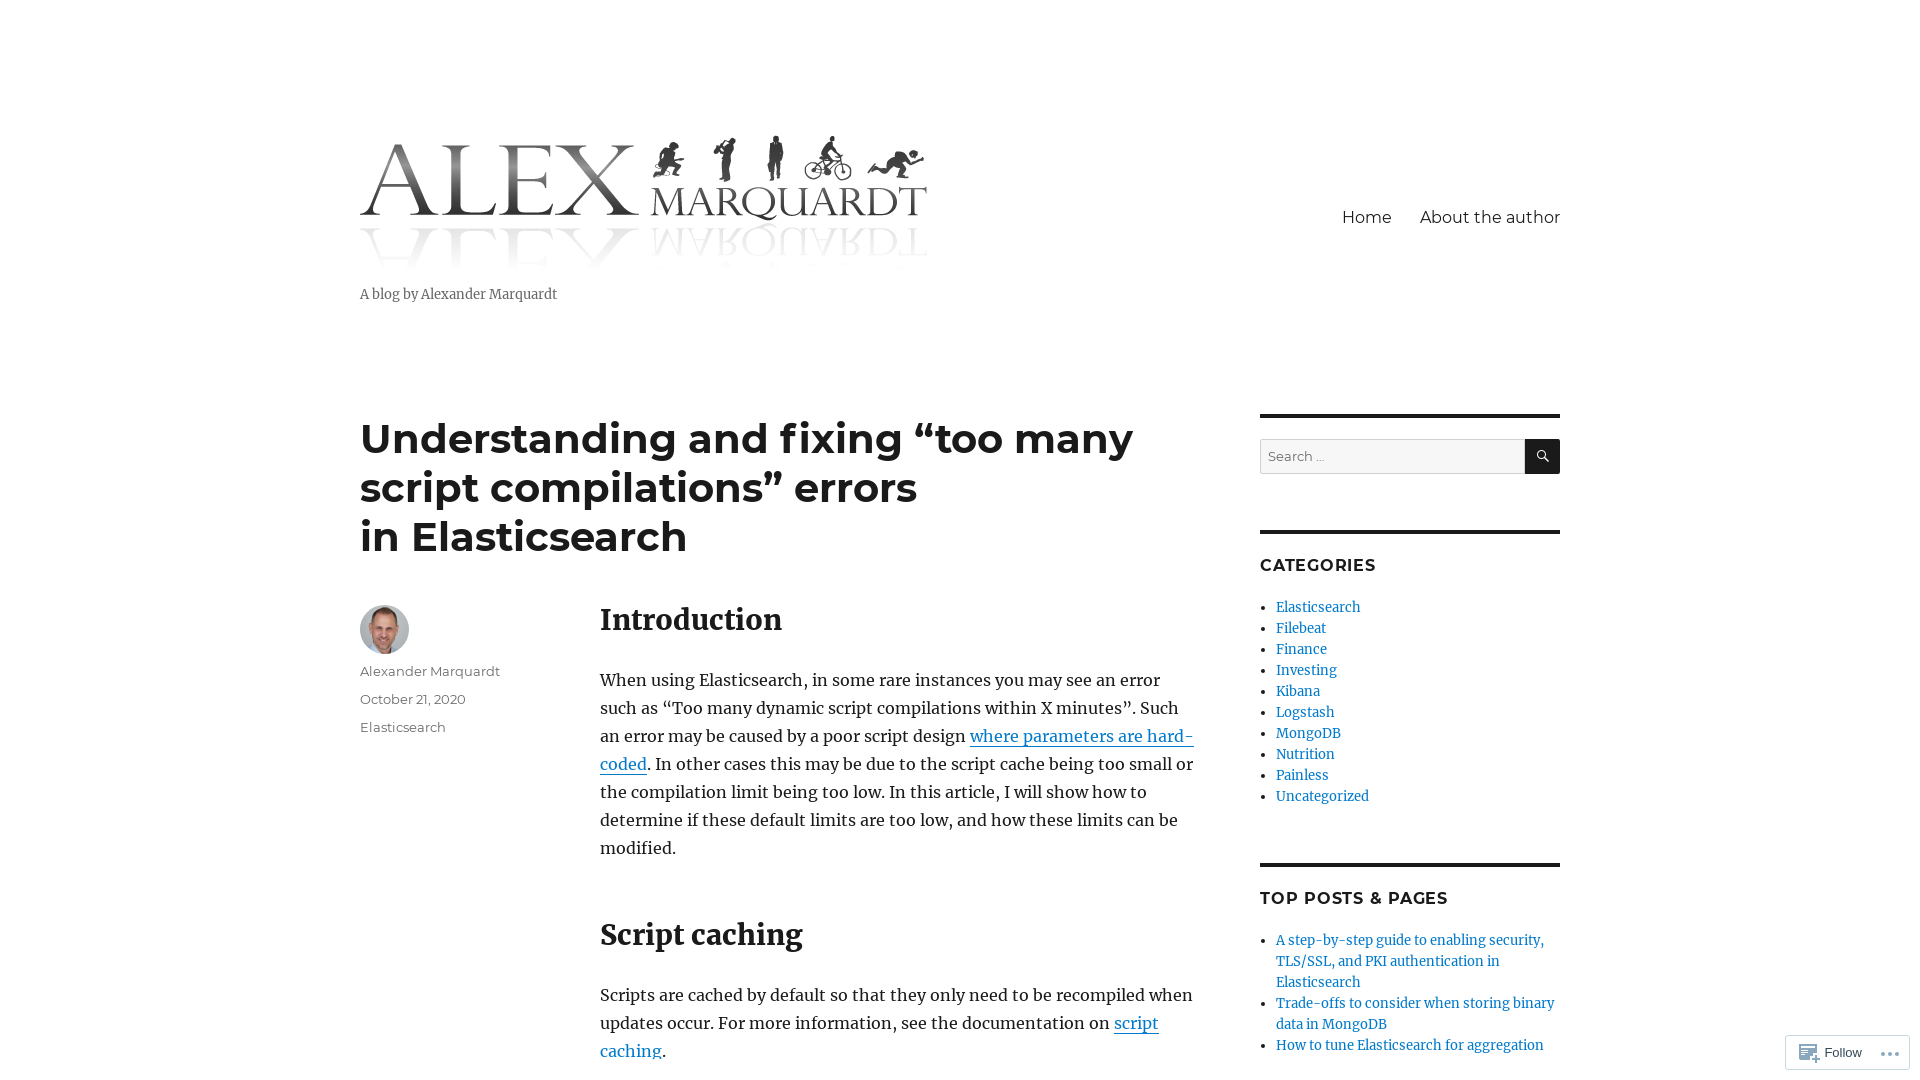 ALEX MARQUARDT
A blog by Alexander Marquardt
Home
About the author
Understanding and fixing “too many
script compilations” errors
in Elasticsearch
Alexander Marquardt
October 21, 2020
Elasticsearch
Introduction
When using Elasticsearch, in some rare instances you may see an error
such as “Too many dynamic script compilations within X minutes”. Such
an error may be caused by a poor script design where parameters are hard-
coded. In other cases this may be due to the script cache being too small or
the compilation limit being too low. In this article, I will show how to
determine if these default limits are too low, and how these limits can be
modified.
Script caching
Scripts are cached by default so that they only need to be recompiled when
updates occur. For more information, see the documentation on script
caching.
Search …
CATEGORIES
Elasticsearch
Filebeat
Finance
Investing
Kibana
Logstash
MongoDB
Nutrition
Painless
Uncategorized
TOP POSTS & PAGES
A step-by-step guide to enabling security,
TLS/SSL, and PKI authentication in
Elasticsearch
Trade-offs to consider when storing binary
data in MongoDB
How to tune Elasticsearch for aggregation
Follow